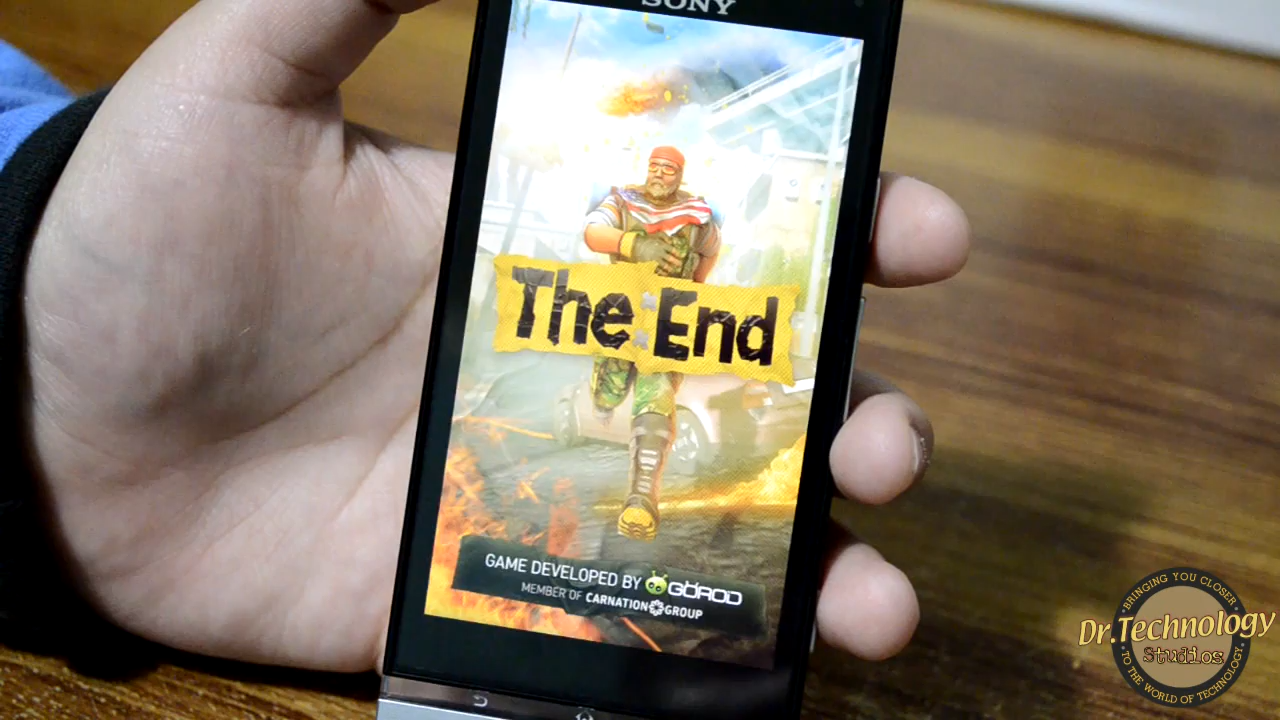 SONY
The End
GAME DEVELOPED BY GÖROD
MEMBER OF CARNATION GROUP
BRINGING YOU CLOSER
Dr.Technology
Studios
TO THE WORLD OF TECHNOLOGY